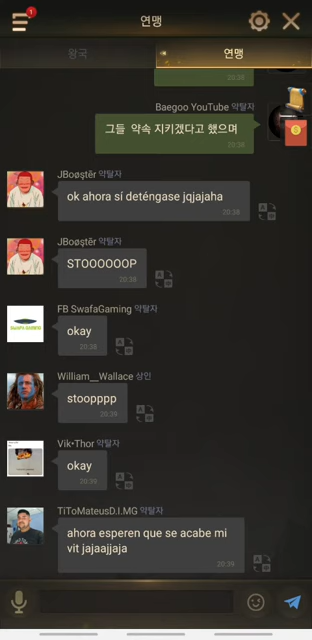 1
연맹
왕국
연맹
20:38
Baegoo YouTube 약탈자
그들 약속 지키겠다고 했으며
20:38
JBoøştẽr 약탈자
ok ahora sí deténgase jqjajaha
20:38
JBoøştẽr 약탈자
STOOOOOOP
20:38
FB SwafaGaming 약탈자
okay
20:38
William__Wallace 상인
stoopppp
20:39
Vik•Thor 약탈자
okay
20:39
TiToMateusD.I.MG 약탈자
ahora esperen que se acabe mi
vit jajaajjaja
20:39